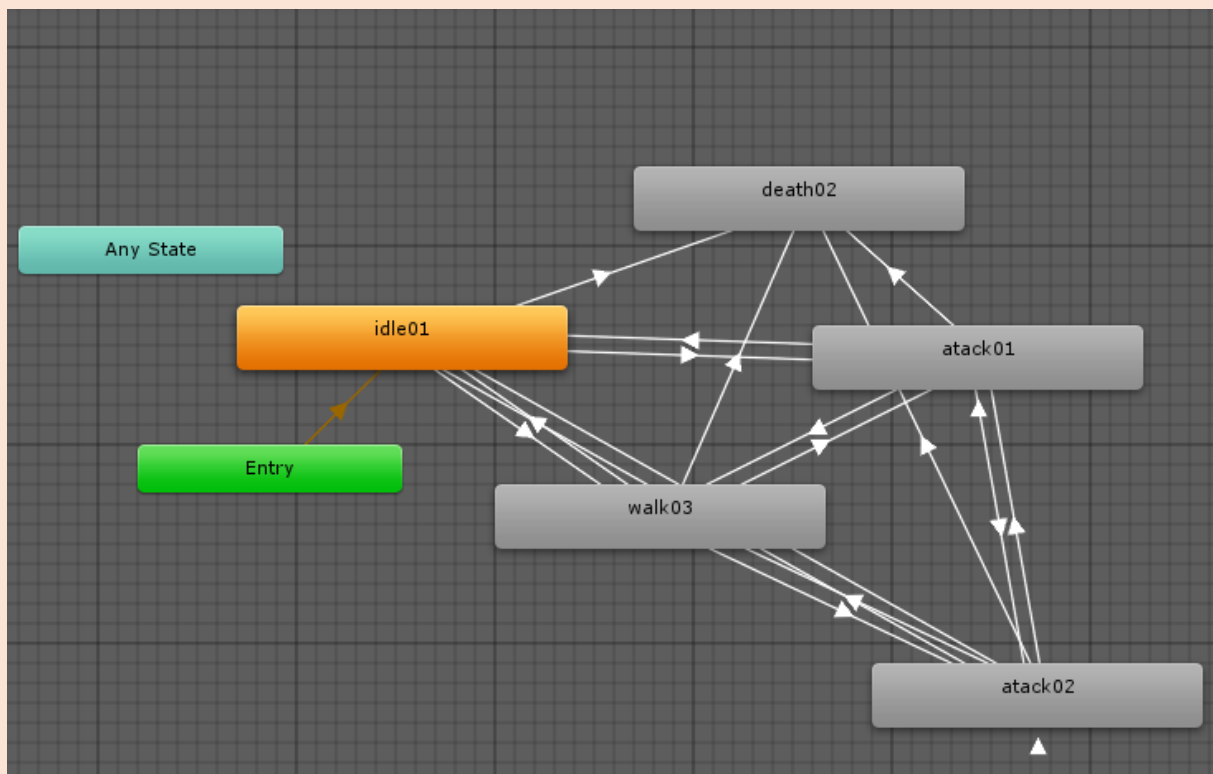 death02
Any State
idle01
atack01
Entry
walk03
atack02